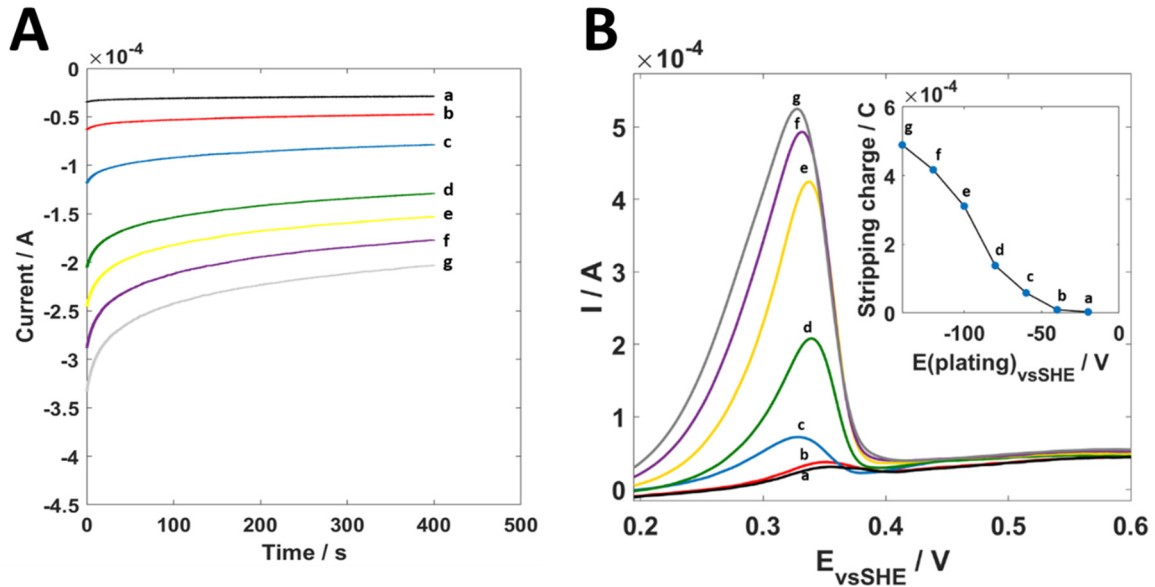 A
×10⁻⁴
0
-0.5
-1
-1.5
-2
-2.5
-3
-3.5
-4
-4.5
0
100
200
300
400
500
Time / s
Current / A
a
b
c
d
e
f
g
B
×10⁻⁴
5
4
3
2
1
0
0.2
0.3
0.4
0.5
0.6
E vsSHE / V
I / A
g
f
e
d
c
b
a
×10⁻⁴
6
4
2
0
-100
-50
0
E(plating)vsSHE / V
Stripping charge / C
g
f
e
d
c
b
a